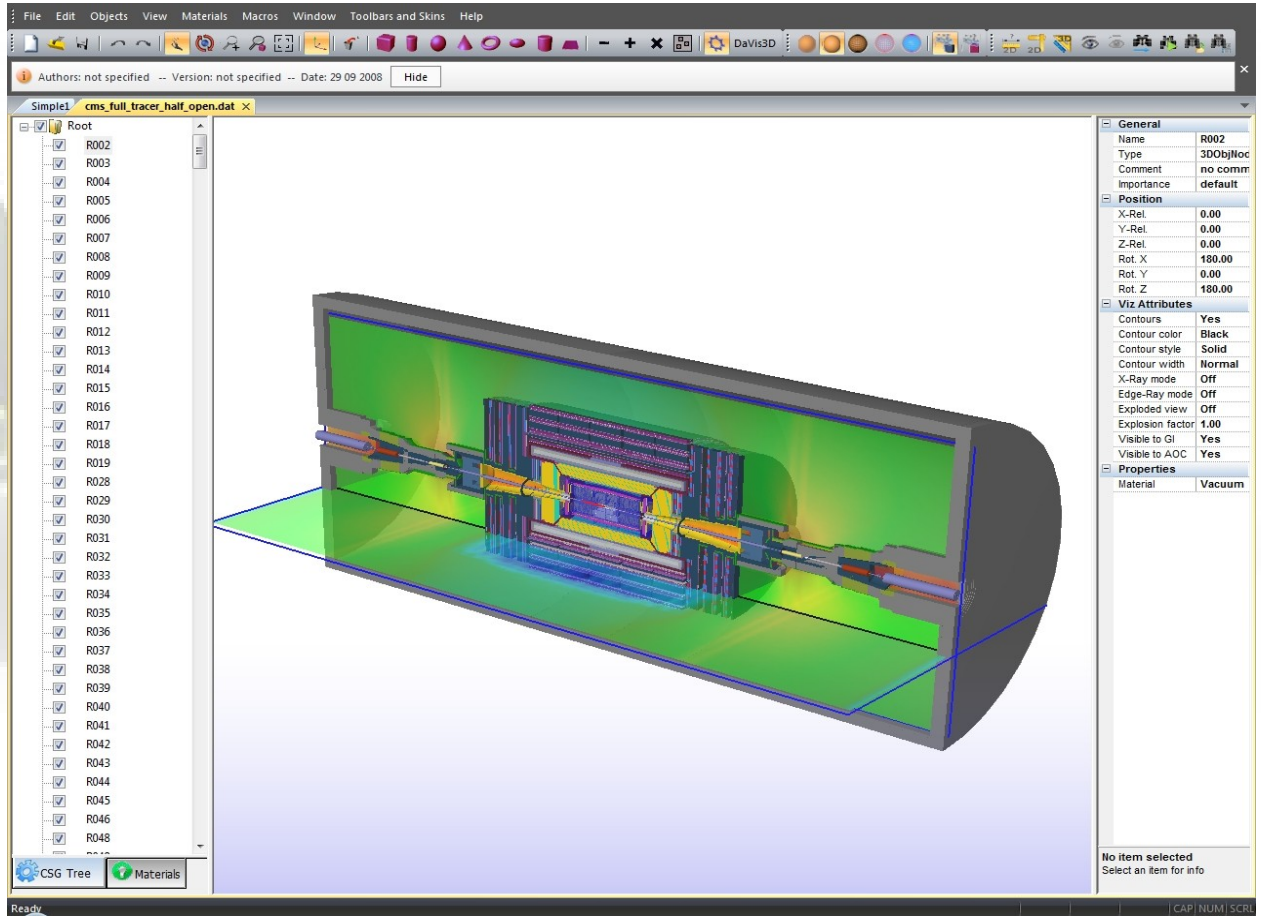 File Edit Objects View Materials Macros Window Toolbars and Skins Help
DaVis3D 2D 2D
Authors: not specified -- Version: not specified -- Date: 29 09 2008 Hide
Simple1 cms_full_tracer_half_open.dat
Root
R002
R003
R004
R005
R006
R007
R008
R009
R010
R011
R012
R013
R014
R015
R016
R017
R018
R019
R028
R029
R030
R031
R032
R033
R034
R035
R036
R037
R038
R039
R040
R041
R042
R043
R044
R045
R046
R048
CSG Tree Materials
General
Name R002
Type 3DObjNod
Comment no comm
Importance default
Position
X-Rel. 0.00
Y-Rel. 0.00
Z-Rel. 0.00
Rot. X 180.00
Rot. Y 0.00
Rot. Z 180.00
Viz Attributes
Contours Yes
Contour color Black
Contour style Solid
Contour width Normal
X-Ray mode Off
Edge-Ray mode Off
Exploded view Off
Explosion factor 1.00
Visible to GI Yes
Visible to AOC Yes
Properties
Material Vacuum
No item selected
Select an item for info
Ready CAP NUM SCRL